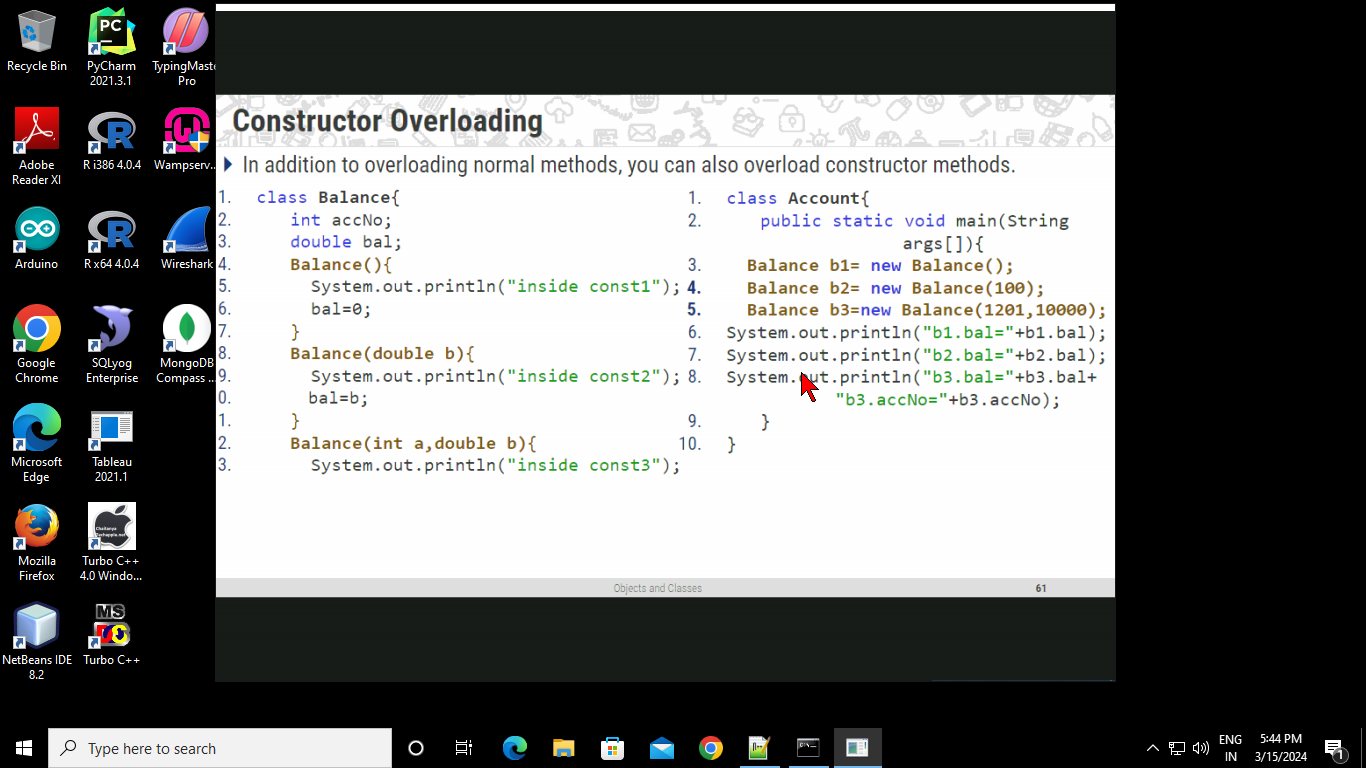 Recycle Bin
PyCharm
2021.3.1
TypingMaste
Pro
Adobe
Reader XI
R i386 4.0.4
Wampserv...
Arduino
R x64 4.0.4
Wireshark
Google
Chrome
SQLyog
Enterprise
MongoDB
Compass ...
Microsoft
Edge
Tableau
2021.1
Mozilla
Firefox
Turbo C++
4.0 Windo...
NetBeans IDE
8.2
Turbo C++
Constructor Overloading
In addition to overloading normal methods, you can also overload constructor methods.
1. class Balance{
2. int accNo;
3. double bal;
4. Balance(){
5. System.out.println("inside const1");
6. bal=0;
7. }
8. Balance(double b){
9. System.out.println("inside const2");
0. bal=b;
1. }
2. Balance(int a,double b){
3. System.out.println("inside const3");
1. class Account{
2. public static void main(String
args[]){
3. Balance b1= new Balance();
4. Balance b2= new Balance(100);
5. Balance b3=new Balance(1201,10000);
6. System.out.println("b1.bal="+b1.bal);
7. System.out.println("b2.bal="+b2.bal);
8. System.out.println("b3.bal="+b3.bal+
"b3.accNo="+b3.accNo);
9. }
10. }
Objects and Classes
61
Type here to search
ENG
IN
5:44 PM
3/15/2024
1